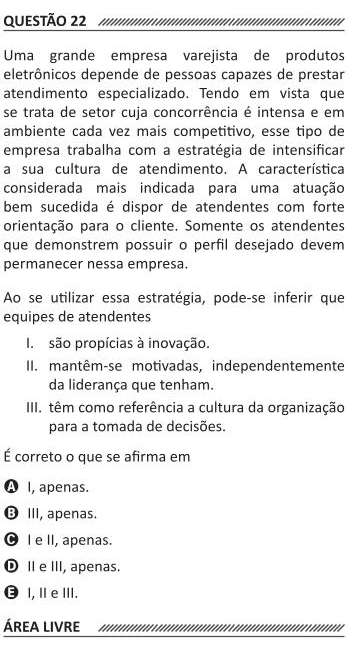 QUESTÃO 22
Uma grande empresa varejista de produtos
eletrônicos depende de pessoas capazes de prestar
atendimento especializado. Tendo em vista que
se trata de setor cuja concorrência é intensa e em
ambiente cada vez mais competitivo, esse tipo de
empresa trabalha com a estratégia de intensificar
a sua cultura de atendimento. A característica
considerada mais indicada para uma atuação
bem sucedida é dispor de atendentes com forte
orientação para o cliente. Somente os atendentes
que demonstrem possuir o perfil desejado devem
permanecer nessa empresa.
Ao se utilizar essa estratégia, pode-se inferir que
equipes de atendentes
I. são propícias à inovação.
II. mantêm-se motivadas, independentemente
da liderança que tenham.
III. têm como referência a cultura da organização
para a tomada de decisões.
É correto o que se afirma em
A I, apenas.
B III, apenas.
C I e II, apenas.
D II e III, apenas.
E I, II e III.
ÁREA LIVRE